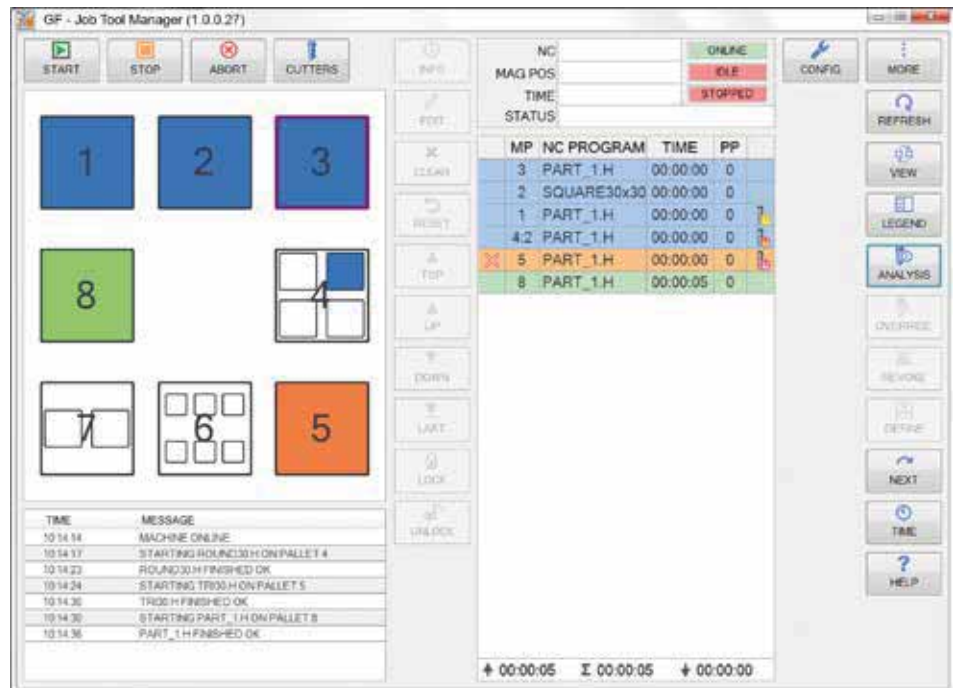 GF - Job Tool Manager (1.0.0.27)
START
STOP
ABORT
CUTTERS
INFO
EDIT
CLEAR
RESET
TOP
UP
DOWN
LAST
LOCK
UNLOCK
NC
ONLINE
MAG POS
IDLE
TIME
STOPPED
STATUS
CONFIG
MORE
REFRESH
VIEW
LEGEND
ANALYSIS
OVERRIDE
REVOKE
DEFINE
NEXT
TIME
HELP
1
2
3
8
4
7
6
5
MP NC PROGRAM TIME PP
3 PART_1.H 00:00:00 0
2 SQUARE30x30 00:00:00 0
1 PART_1.H 00:00:00 0
4:2 PART_1.H 00:00:00 0
5 PART_1.H 00:00:00 0
8 PART_1.H 00:00:05 0
00:00:05 Σ 00:00:05 00:00:00
TIME MESSAGE
10:14:14 MACHINE ONLINE
10:14:17 STARTING ROUND30.H ON PALLET 4
10:14:23 ROUND30.H FINISHED OK
10:14:24 STARTING TRI30.H ON PALLET 5
10:14:30 TRI30.H FINISHED OK
10:14:30 STARTING PART_1.H ON PALLET 8
10:14:36 PART_1.H FINISHED OK